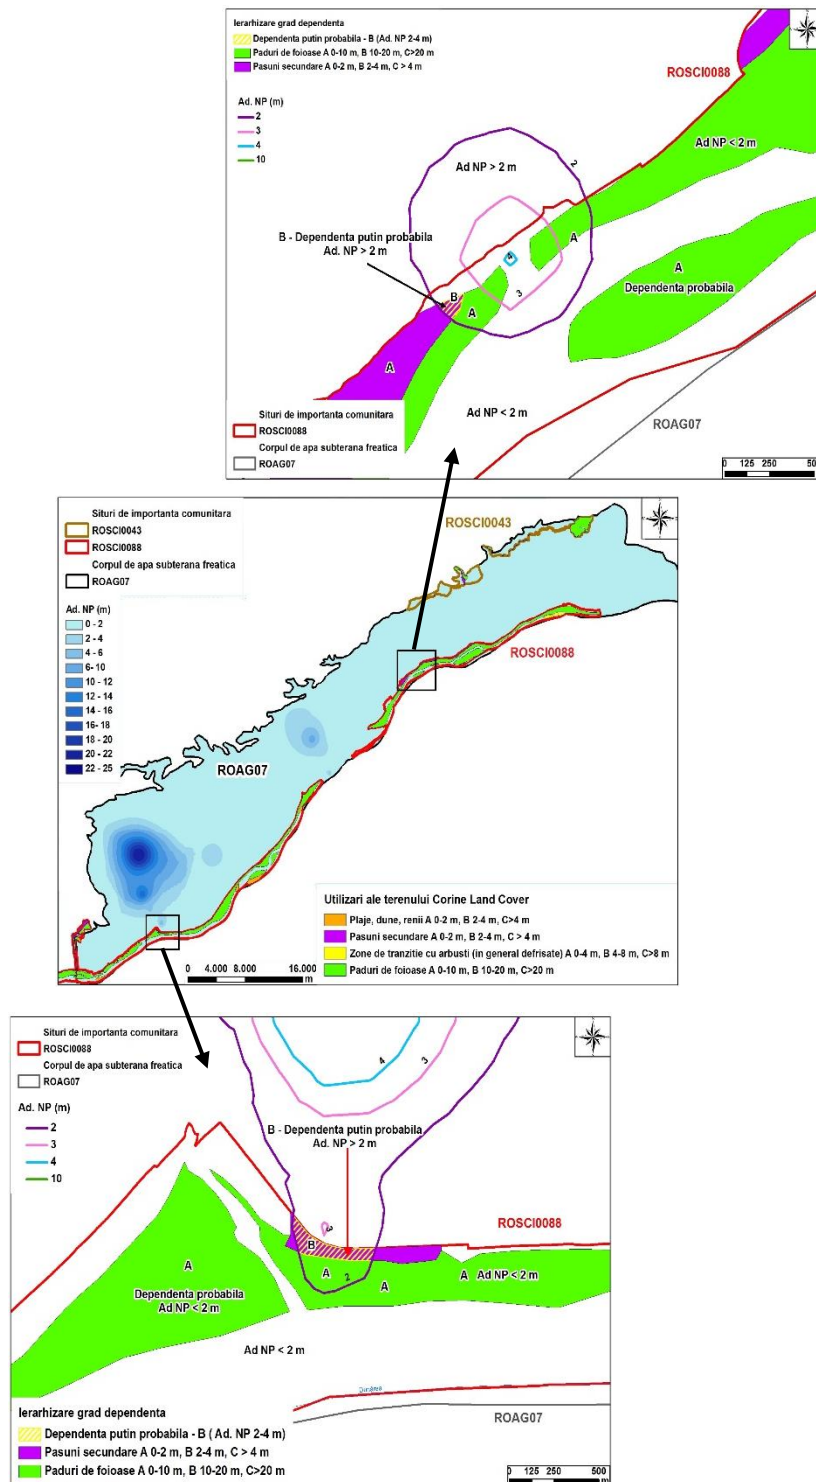 Ierarhizare grad dependenta
Dependenta putin probabila - B (Ad. NP 2-4 m)
Paduri de foioase A 0-10 m, B 10-20 m, C>20 m
Pasuni secundare A 0-2 m, B 2-4 m, C > 4 m
Ad. NP (m)
2
3
4
10
ROSCI0088
Ad NP < 2 m
Ad NP > 2 m
2
B - Dependenta putin probabila
Ad. NP > 2 m
A
4
3
A
Dependenta probabila
B
A
A
Ad NP < 2 m
Situri de importanta comunitara
ROSCI0088
Corpul de apa subterana freatica
ROAG07
ROAG07
0 125 250 500
Situri de importanta comunitara
ROSCI0043
ROSCI0088
Corpul de apa subterana freatica
ROAG07
Ad. NP (m)
0 - 2
2 - 4
4 - 6
6- 10
10 - 12
12 - 14
14 - 16
16- 18
18 - 20
20 - 22
22 - 25
ROSCI0043
ROSCI0088
ROAG07
Utilizari ale terenului Corine Land Cover
Plaje, dune, renii A 0-2 m, B 2-4 m, C>4 m
Pasuni secundare A 0-2 m, B 2-4 m, C > 4 m
Zone de tranzitie cu arbusti (in general defrisate) A 0-4 m, B 4-8 m, C>8 m
Paduri de foioase A 0-10 m, B 10-20 m, C>20 m
0 4.000 8.000 16.000
m
Situri de importanta comunitara
ROSCI0088
Corpul de apa subterana freatica
ROAG07
Ad. NP (m)
2
3
4
10
4
3
B - Dependenta putin probabila
Ad. NP > 2 m
3
ROSCI0088
B
A
2
A
A
Ad NP < 2 m
A
Dependenta probabila
Ad NP < 2 m
Ad NP < 2 m
ROAG07
Ierarhizare grad dependenta
Dependenta putin probabila - B ( Ad. NP 2-4 m)
Pasuni secundare A 0-2 m, B 2-4 m, C > 4 m
Paduri de foioase A 0-10 m, B 10-20 m, C>20 m
0 125 250 500
m